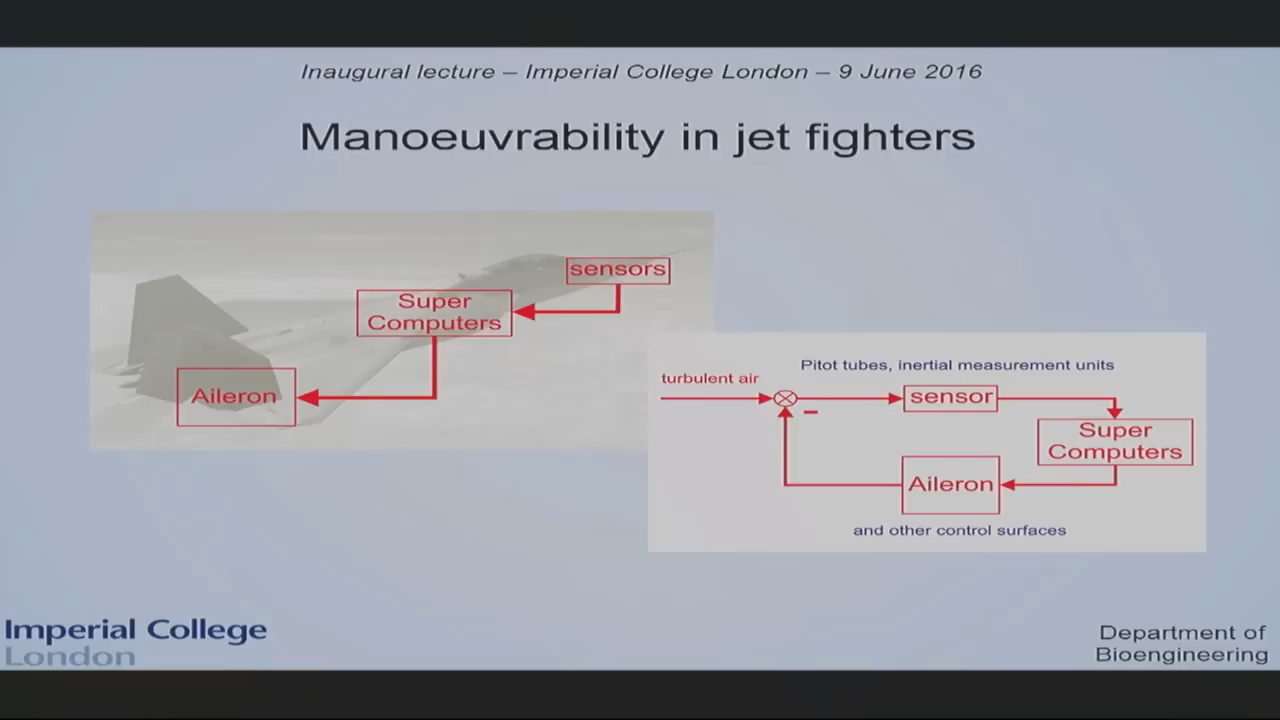 Inaugural lecture – Imperial College London – 9 June 2016
Manoeuvrability in jet fighters
sensors
Super
Computers
Aileron
Pitot tubes, inertial measurement units
turbulent air
sensor
Super
Computers
Aileron
and other control surfaces
Imperial College
London
Department of
Bioengineering